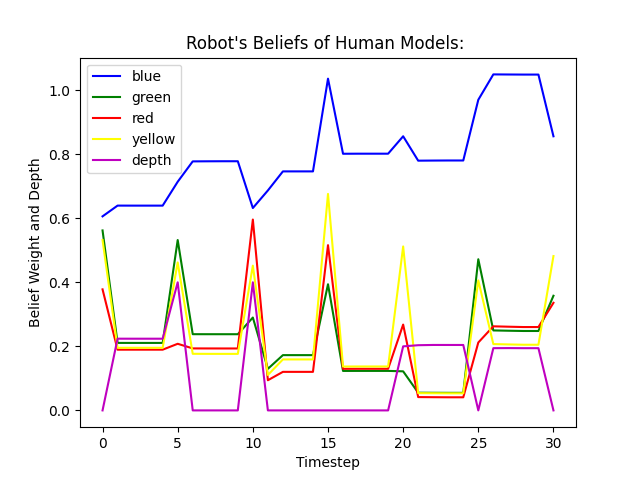 Robot's Beliefs of Human Models:
blue
green
red
yellow
depth
Belief Weight and Depth
1.0
0.8
0.6
0.4
0.2
0.0
0 5 10 15 20 25 30
Timestep